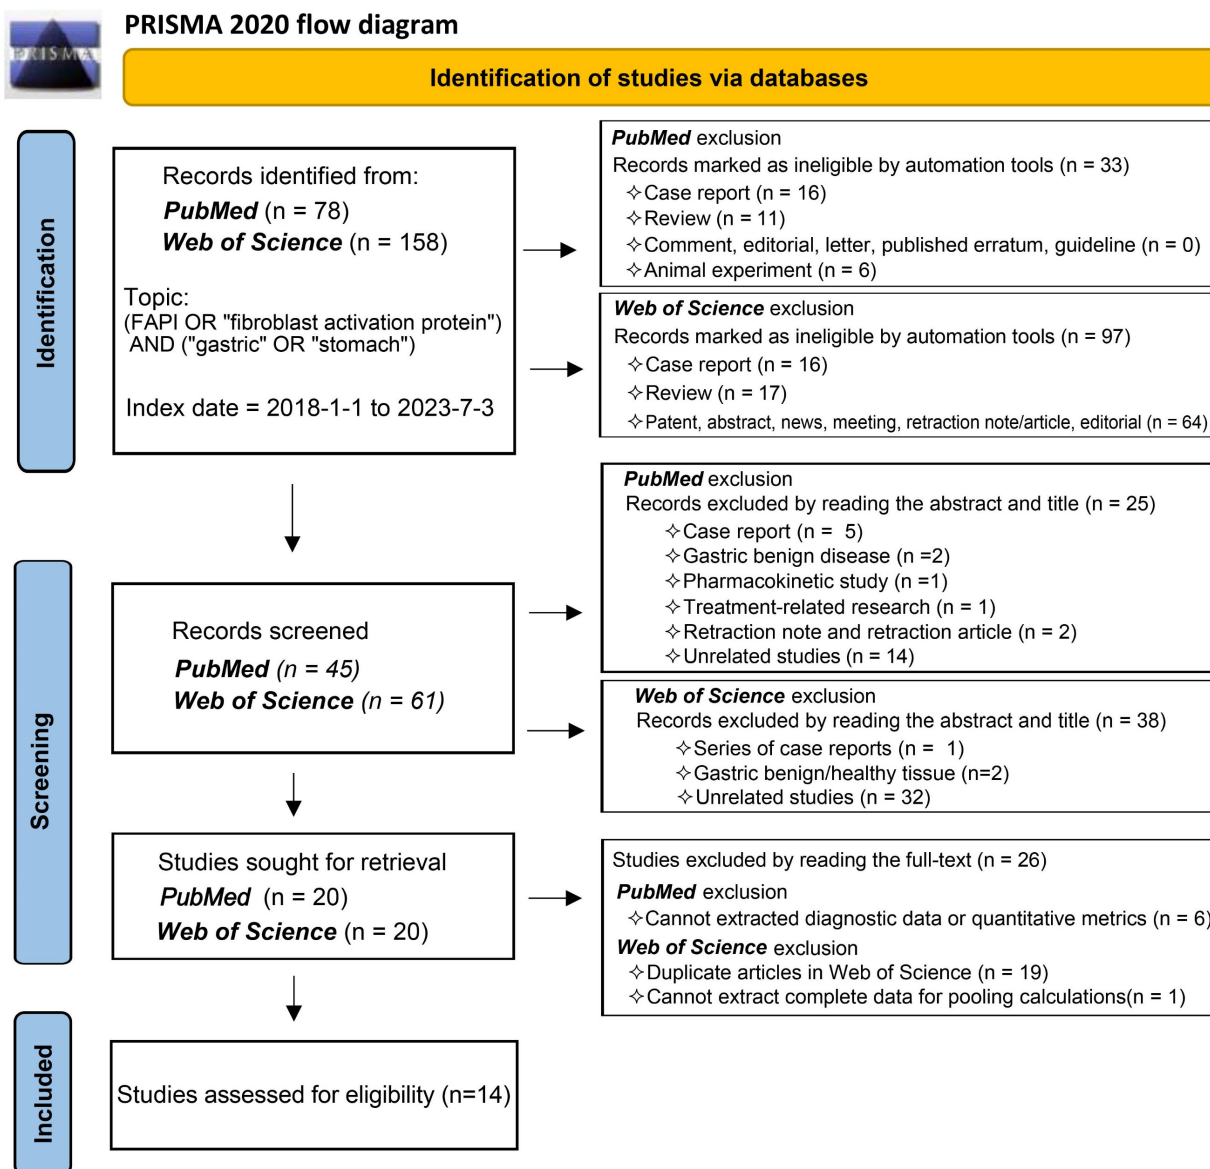 PRISMA 2020 flow diagram
PRISMA
Identification of studies via databases
Identification
Records identified from:
PubMed (n = 78)
Web of Science (n = 158)
Topic:
(FAPI OR "fibroblast activation protein")
AND ("gastric" OR "stomach")
Index date = 2018-1-1 to 2023-7-3
PubMed exclusion
Records marked as ineligible by automation tools (n = 33)
✧Case report (n = 16)
✧Review (n = 11)
✧Comment, editorial, letter, published erratum, guideline (n = 0)
✧Animal experiment (n = 6)
Web of Science exclusion
Records marked as ineligible by automation tools (n = 97)
✧Case report (n = 16)
✧Review (n = 17)
✧Patent, abstract, news, meeting, retraction note/article, editorial (n = 64)
Screening
Records screened
PubMed (n = 45)
Web of Science (n = 61)
PubMed exclusion
Records excluded by reading the abstract and title (n = 25)
✧Case report (n = 5)
✧Gastric benign disease (n =2)
✧Pharmacokinetic study (n =1)
✧Treatment-related research (n = 1)
✧Retraction note and retraction article (n = 2)
✧Unrelated studies (n = 14)
Web of Science exclusion
Records excluded by reading the abstract and title (n = 38)
✧Series of case reports (n = 1)
✧Gastric benign/healthy tissue (n=2)
✧Unrelated studies (n = 32)
Studies sought for retrieval
PubMed (n = 20)
Web of Science (n = 20)
Studies excluded by reading the full-text (n = 26)
PubMed exclusion
✧Cannot extracted diagnostic data or quantitative metrics (n = 6)
Web of Science exclusion
✧Duplicate articles in Web of Science (n = 19)
✧Cannot extract complete data for pooling calculations(n = 1)
Included
Studies assessed for eligibility (n=14)